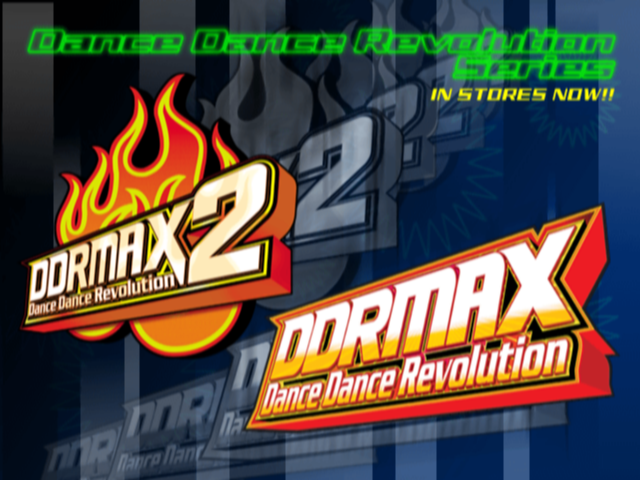 Dance Dance Revolution
Series
IN STORES NOW!!
DDRMAX2
Dance Dance Revolution
DDRMAX
Dance Dance Revolution